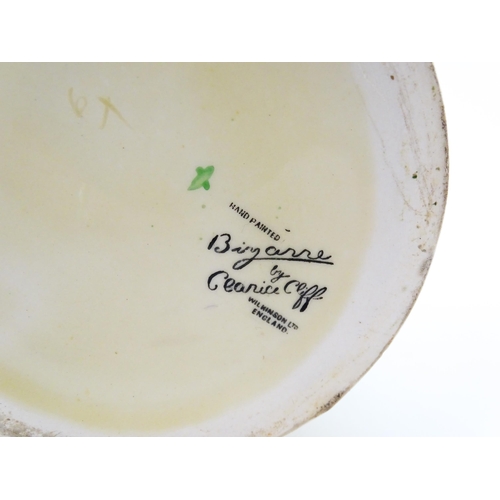 HAND PAINTED
Bizarre
by
Clarice Cliff
WILKINSON LTD
ENGLAND.